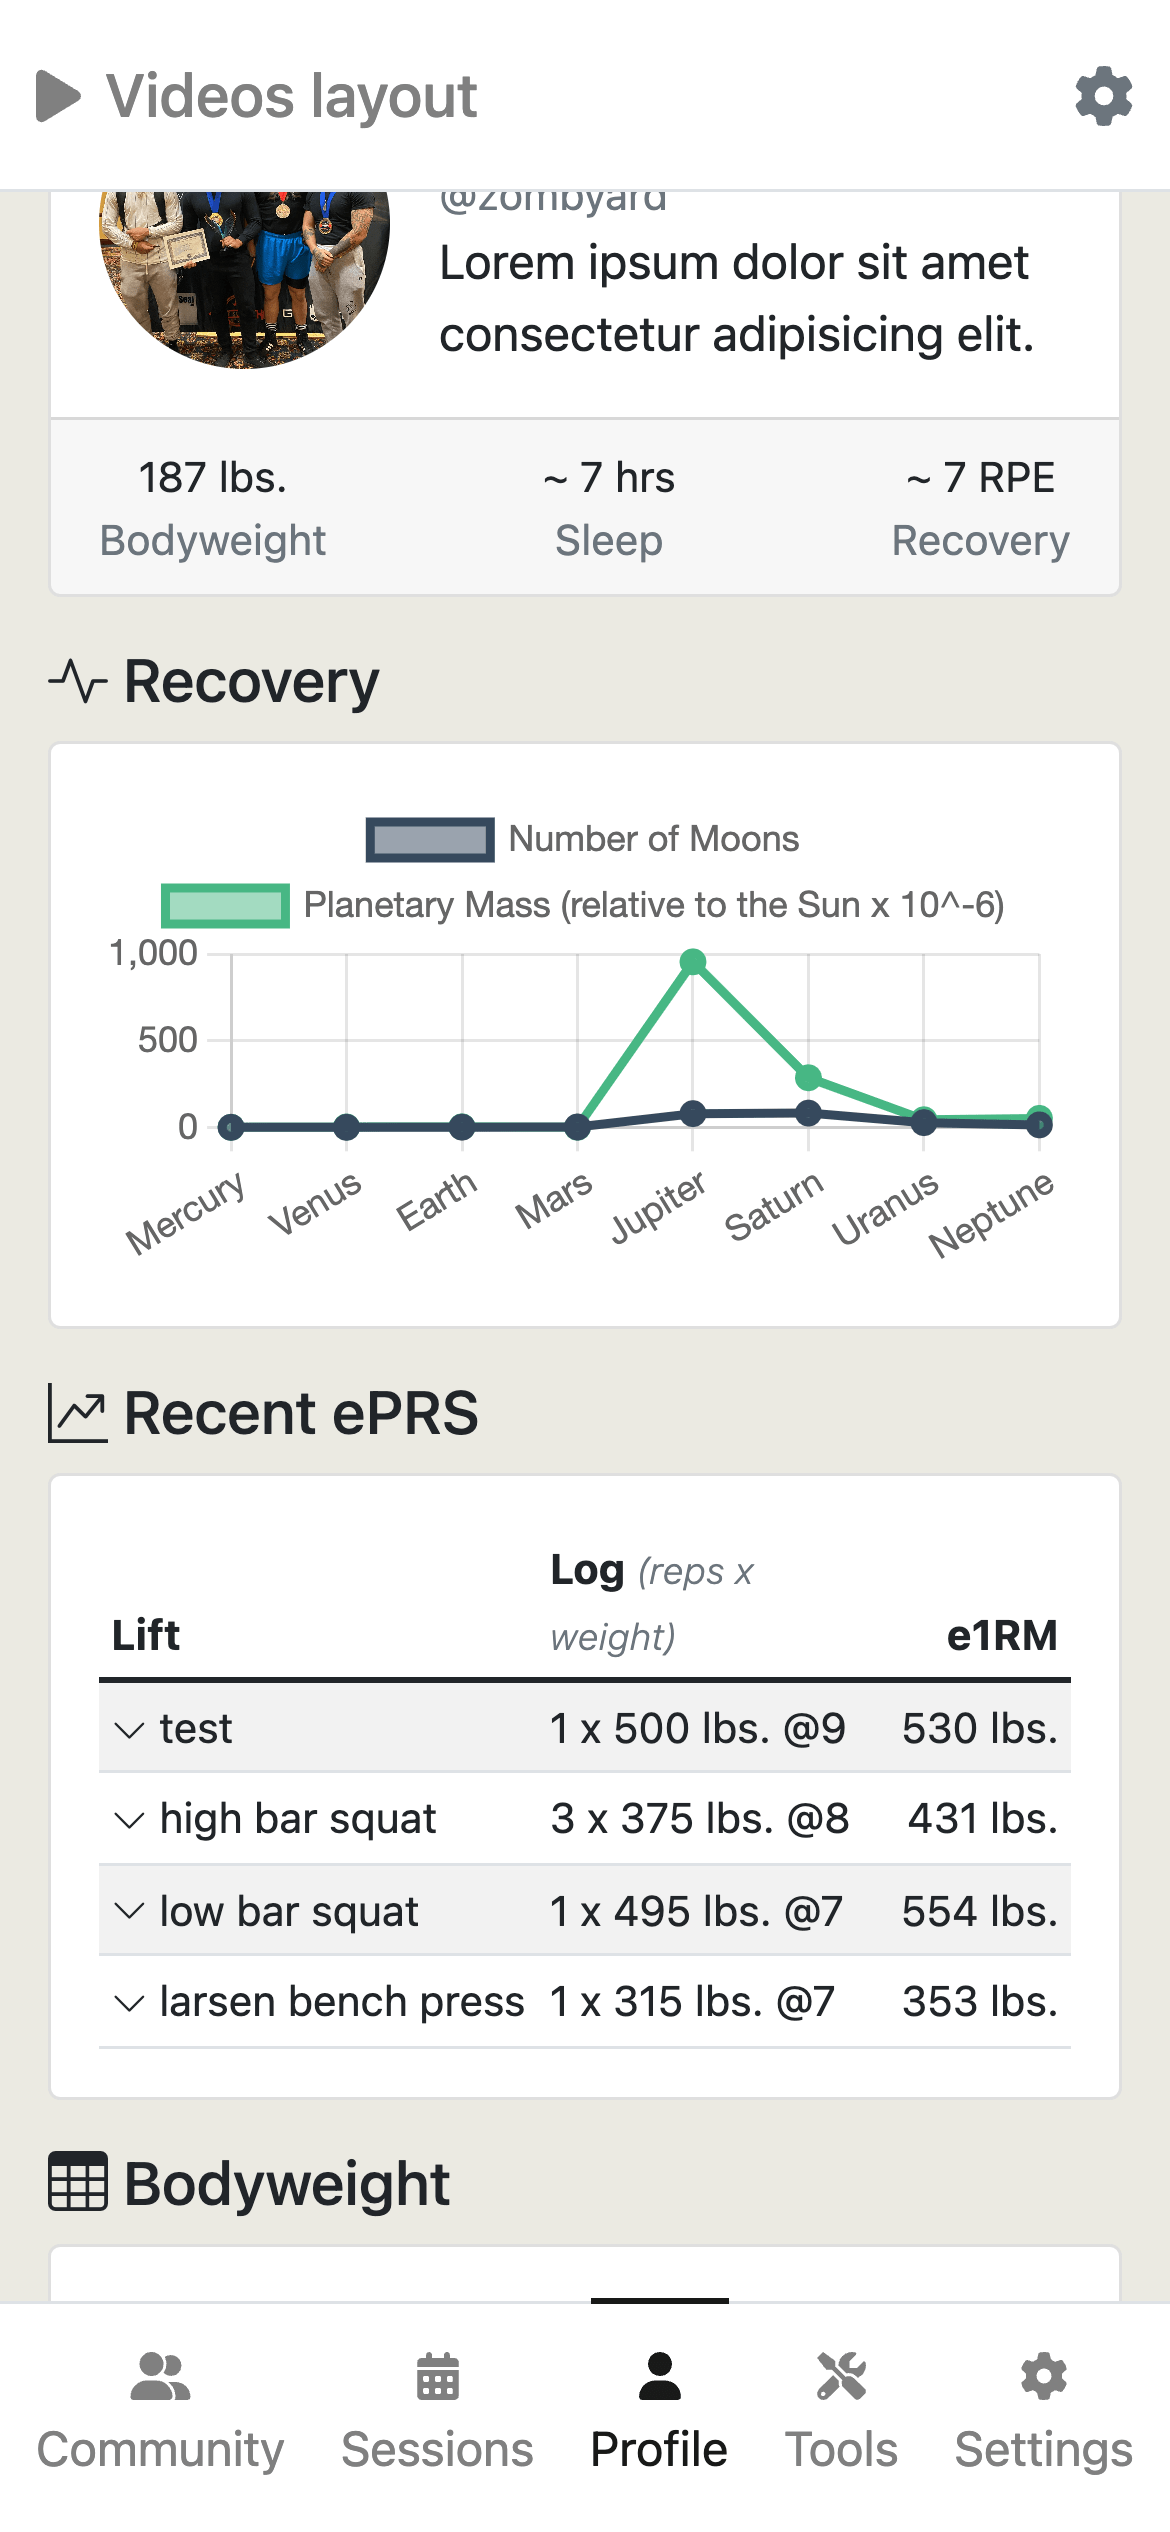 Videos layout
@zombyard
Lorem ipsum dolor sit amet
consectetur adipisicing elit.
187 lbs.
Bodyweight
~ 7 hrs
Sleep
~ 7 RPE
Recovery
Recovery
Number of Moons
Planetary Mass (relative to the Sun x 10^-6)
1,000
500
0
Mercury
Venus
Earth
Mars
Jupiter
Saturn
Uranus
Neptune
Recent ePRS
Lift
Log (reps x
weight)
e1RM
test 1 x 500 lbs. @9 530 lbs.
high bar squat 3 x 375 lbs. @8 431 lbs.
low bar squat 1 x 495 lbs. @7 554 lbs.
larsen bench press 1 x 315 lbs. @7 353 lbs.
Bodyweight
Community
Sessions
Profile
Tools
Settings